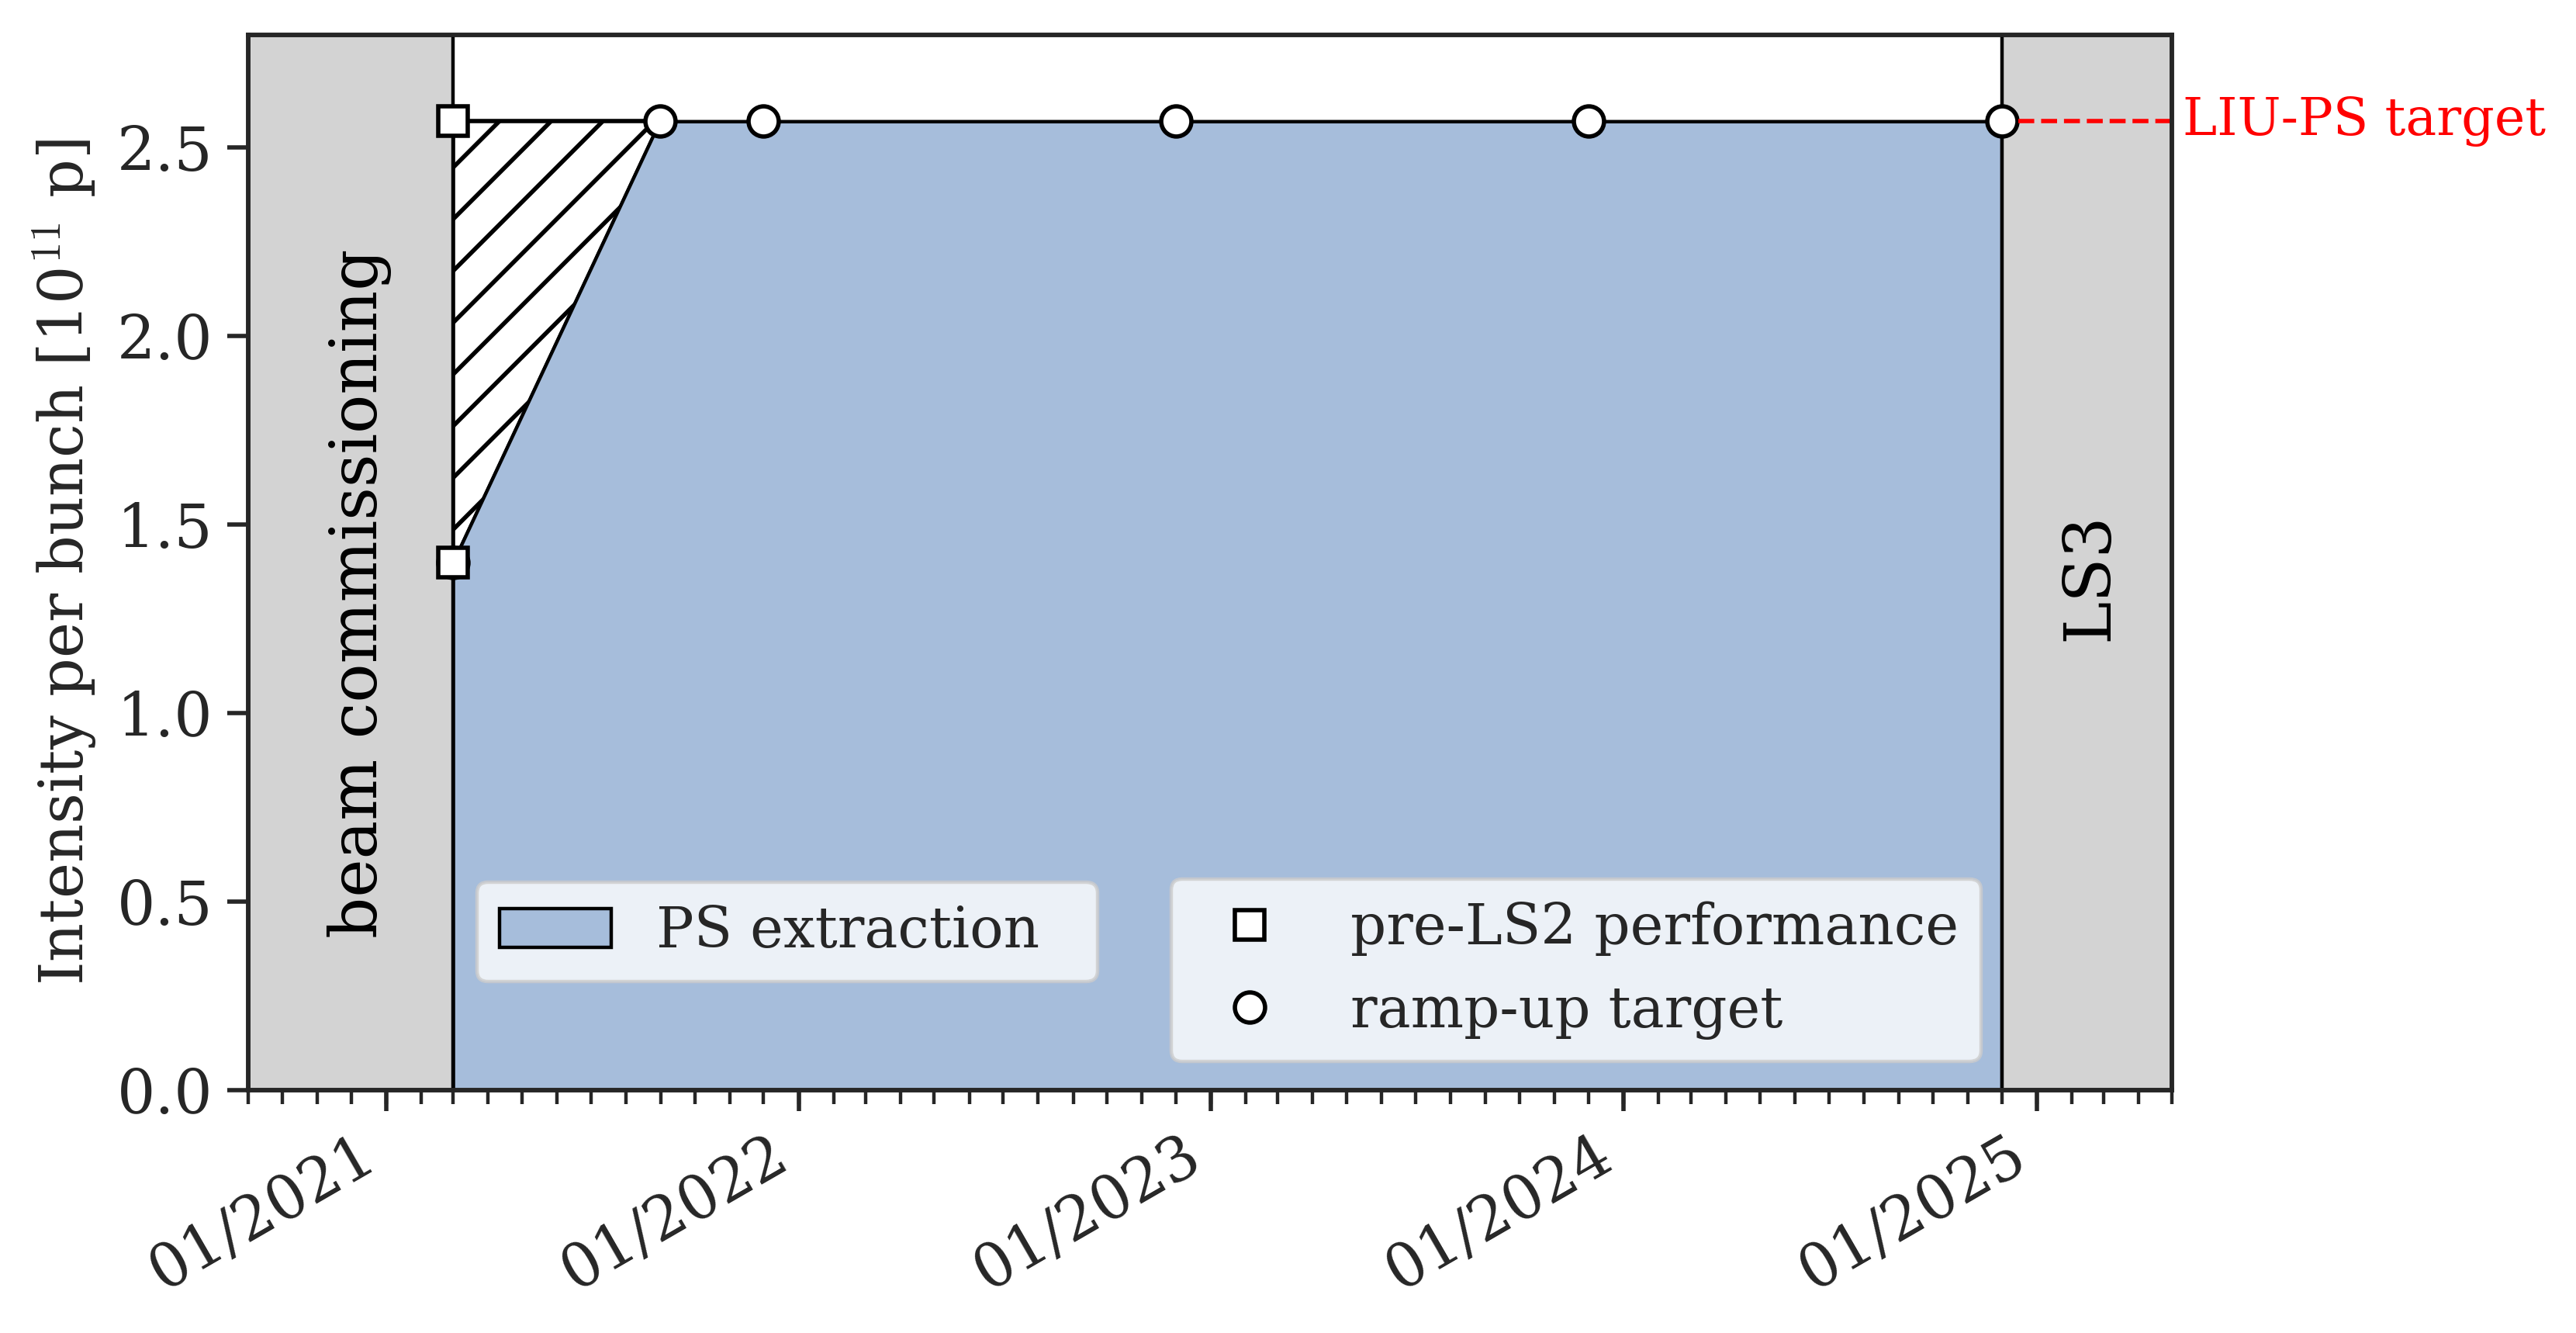 Intensity per bunch [10¹¹ p]
2.5
2.0
1.5
1.0
0.5
0.0
beam commissioning
LS3
LIU-PS target
PS extraction
pre-LS2 performance
ramp-up target
01/2021
01/2022
01/2023
01/2024
01/2025